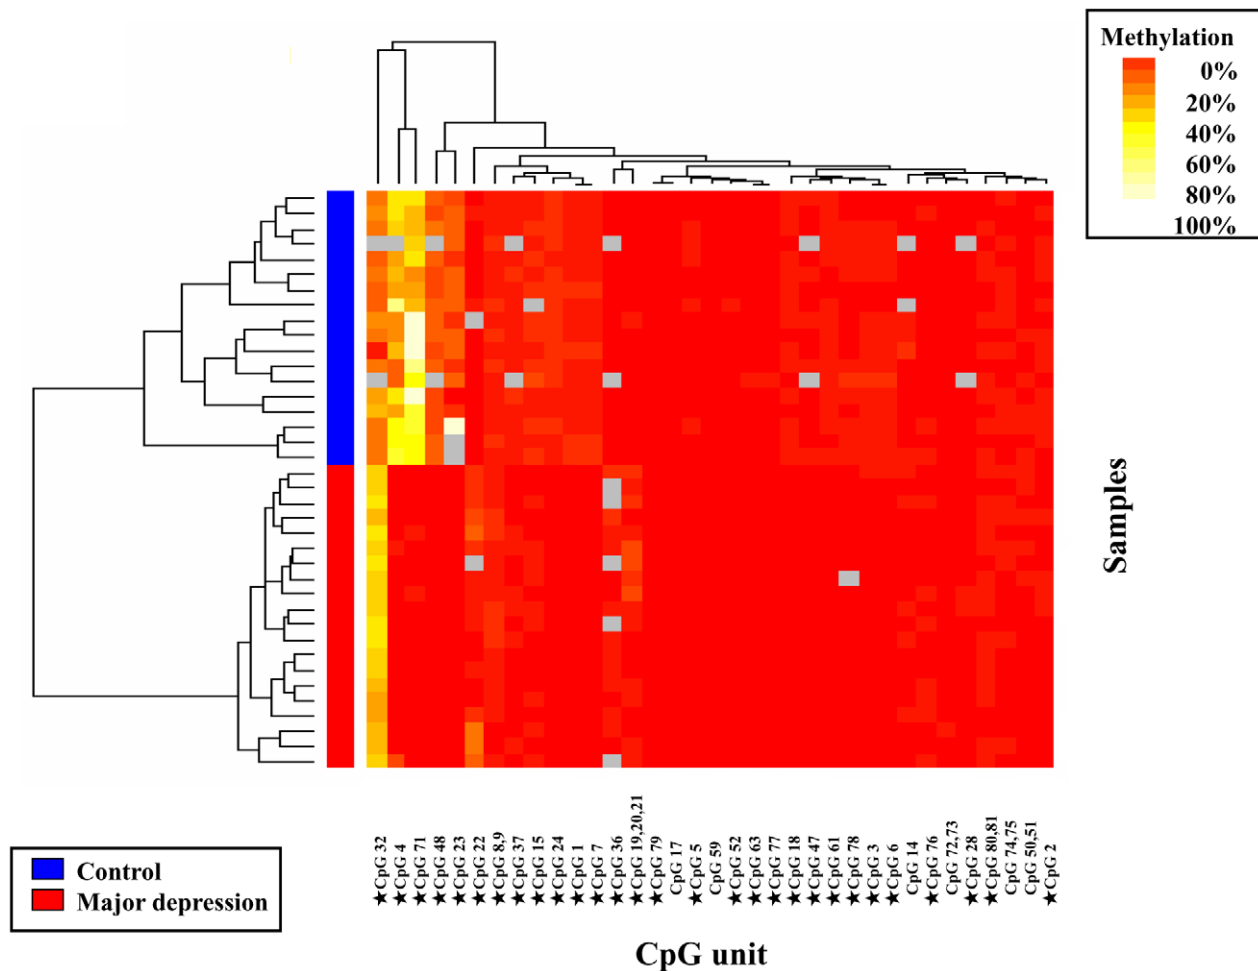 Methylation
0%
20%
40%
60%
80%
100%
Samples
★CpG 32
★CpG 4
★CpG 71
★CpG 48
★CpG 23
★CpG 22
★CpG 8,9
★CpG 37
★CpG 15
★CpG 24
★CpG 1
★CpG 7
★CpG 36
★CpG 19,20,21
★CpG 79
CpG 17
★CpG 5
CpG 59
★CpG 52
★CpG 63
★CpG 77
★CpG 18
★CpG 47
★CpG 61
★CpG 78
★CpG 3
★CpG 6
CpG 14
★CpG 76
CpG 72,73
★CpG 28
★CpG 80,81
CpG 74,75
CpG 50,51
★CpG 2
Control
Major depression
CpG unit